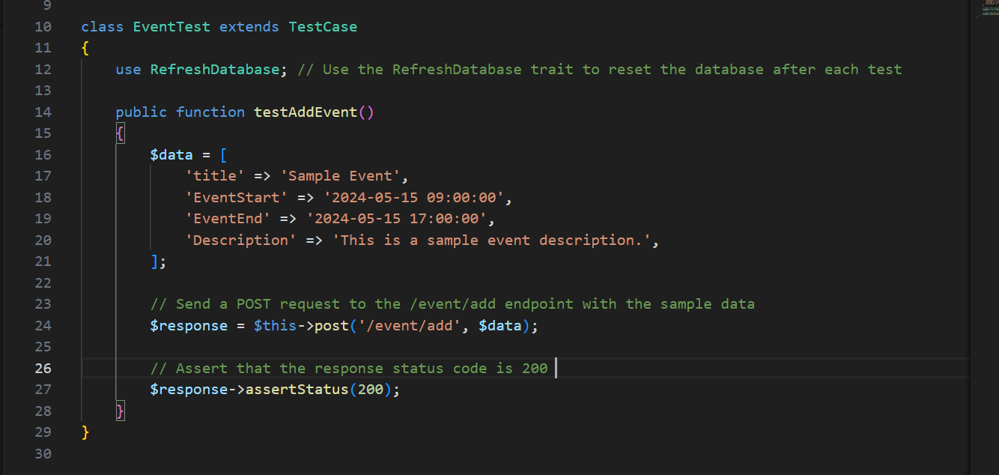 9
10 class EventTest extends TestCase
11 {
12     use RefreshDatabase; // Use the RefreshDatabase trait to reset the database after each test
13
14     public function testAddEvent()
15     {
16         $data = [
17             'title' => 'Sample Event',
18             'EventStart' => '2024-05-15 09:00:00',
19             'EventEnd' => '2024-05-15 17:00:00',
20             'Description' => 'This is a sample event description.',
21         ];
22
23         // Send a POST request to the /event/add endpoint with the sample data
24         $response = $this->post('/event/add', $data);
25
26         // Assert that the response status code is 200
27         $response->assertStatus(200);
28     }
29 }
30